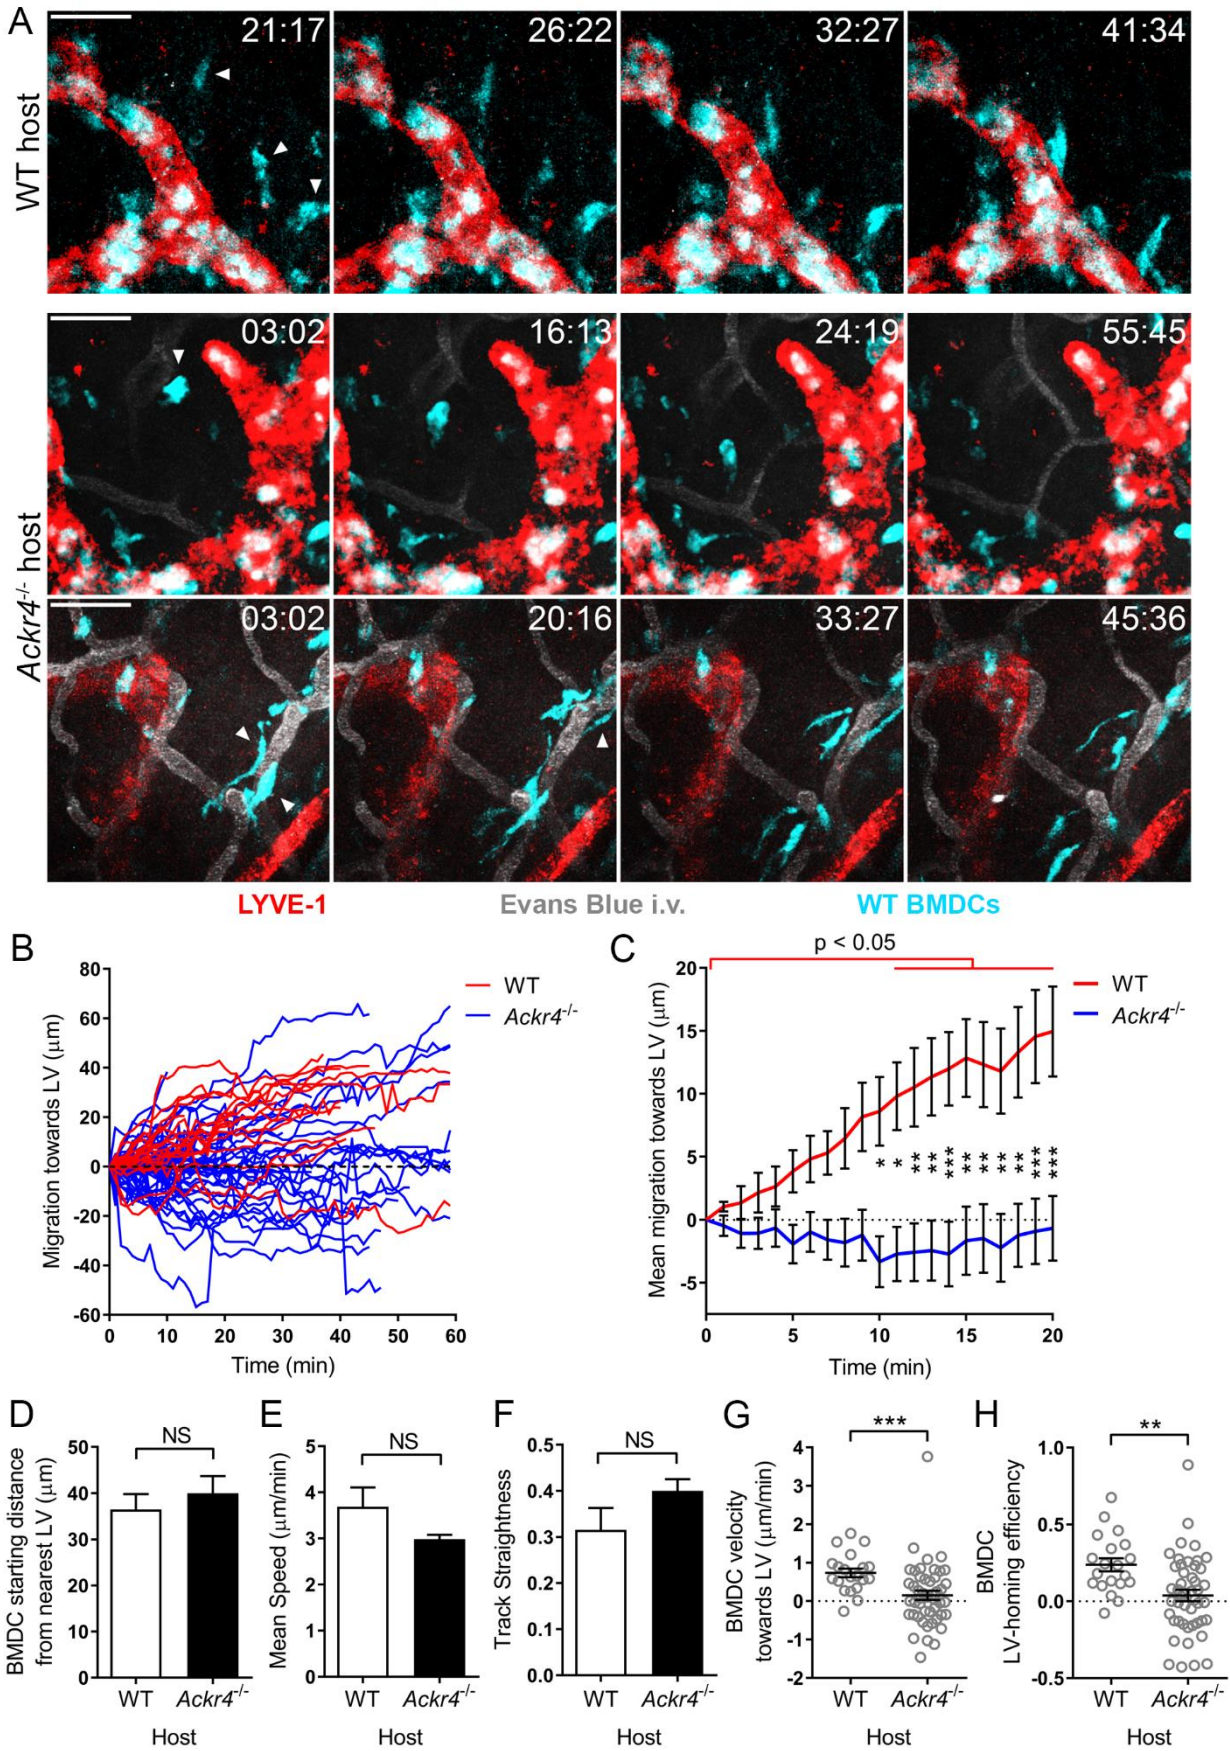 A
WT host
21:17
26:22
32:27
41:34
Ackr4-/- host
03:02
16:13
24:19
55:45
03:02
20:16
33:27
45:36
LYVE-1
Evans Blue i.v.
WT BMDCs
B
Migration towards LV (μm)
80
60
40
20
0
-20
-40
-60
0 10 20 30 40 50 60
Time (min)
WT
Ackr4-/-
C
p < 0.05
Mean migration towards LV (μm)
20
15
10
5
0
-5
0 5 10 15 20
Time (min)
WT
Ackr4-/-
* * ** ** *** ** ** ** ** *** ***
D
BMDC starting distance
from nearest LV (μm)
50
40
30
20
10
0
NS
WT Ackr4-/-
Host
E
Mean Speed (μm/min)
5
4
3
2
1
0
NS
WT Ackr4-/-
Host
F
Track Straightness
0.5
0.4
0.3
0.2
0.1
0.0
NS
WT Ackr4-/-
Host
G
BMDC velocity
towards LV (μm/min)
4
3
2
1
0
-1
-2
***
WT Ackr4-/-
Host
H
BMDC
LV-homing efficiency
1.0
0.5
0.0
-0.5
**
WT Ackr4-/-
Host